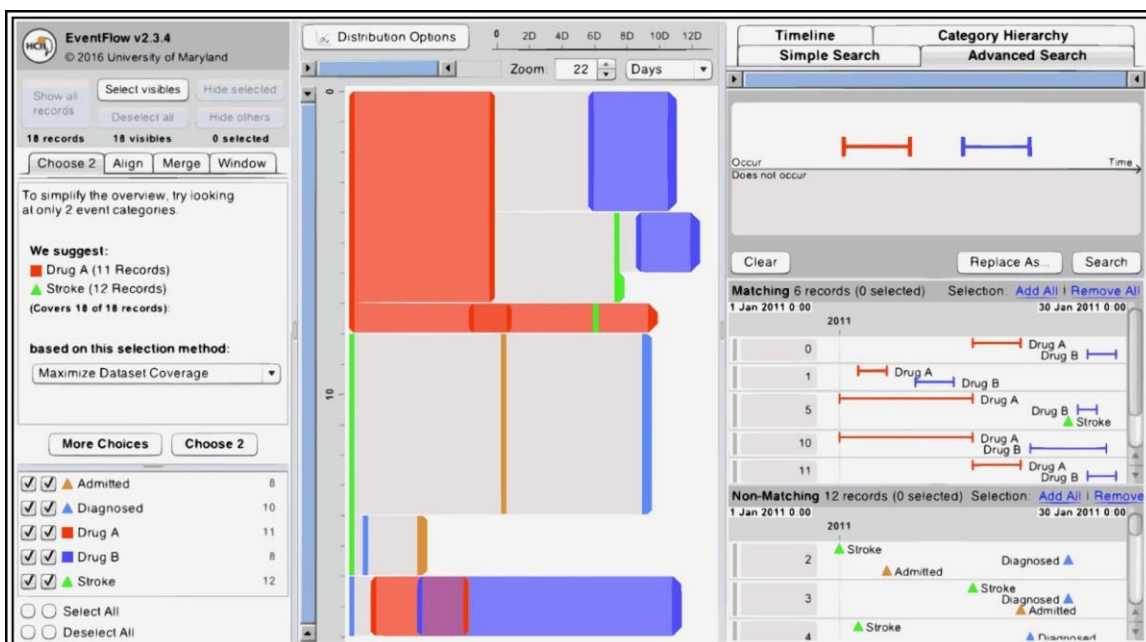 EventFlow v2.3.4
© 2016 University of Maryland
HCIL
Show all records
Select visibles
Hide selected
Deselect all
Hide others
18 records
18 visibles
0 selected
Choose 2
Align
Merge
Window
To simplify the overview, try looking
at only 2 event categories.
We suggest:
Drug A (11 Records)
Stroke (12 Records)
(Covers 18 of 18 records):
based on this selection method:
Maximize Dataset Coverage
More Choices
Choose 2
Admitted 8
Diagnosed 10
Drug A 11
Drug B 8
Stroke 12
Select All
Deselect All
Distribution Options
0 2D 4D 6D 8D 10D 12D
Zoom: 22 Days
0
10
Timeline
Category Hierarchy
Simple Search
Advanced Search
Occur
Time
Does not occur
Clear
Replace As...
Search
Matching 6 records (0 selected) Selection: Add All | Remove All
1 Jan 2011 0:00 30 Jan 2011 0:00
2011
0 Drug A
Drug B
1 Drug A
Drug B
5 Drug A
Drug B
Stroke
10 Drug A
Drug B
11 Drug A
Drug B
Non-Matching 12 records (0 selected) Selection: Add All | Remove
1 Jan 2011 0:00 30 Jan 2011 0:00
2011
2 Stroke
Diagnosed
Admitted
3 Stroke
Diagnosed
Admitted
4 Stroke
Diagnosed